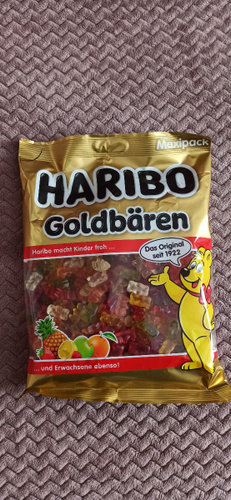 Maxipack
HARIBO
Goldbären
Haribo macht Kinder froh ...
Das Original
seit 1922
... und Erwachsene ebenso!